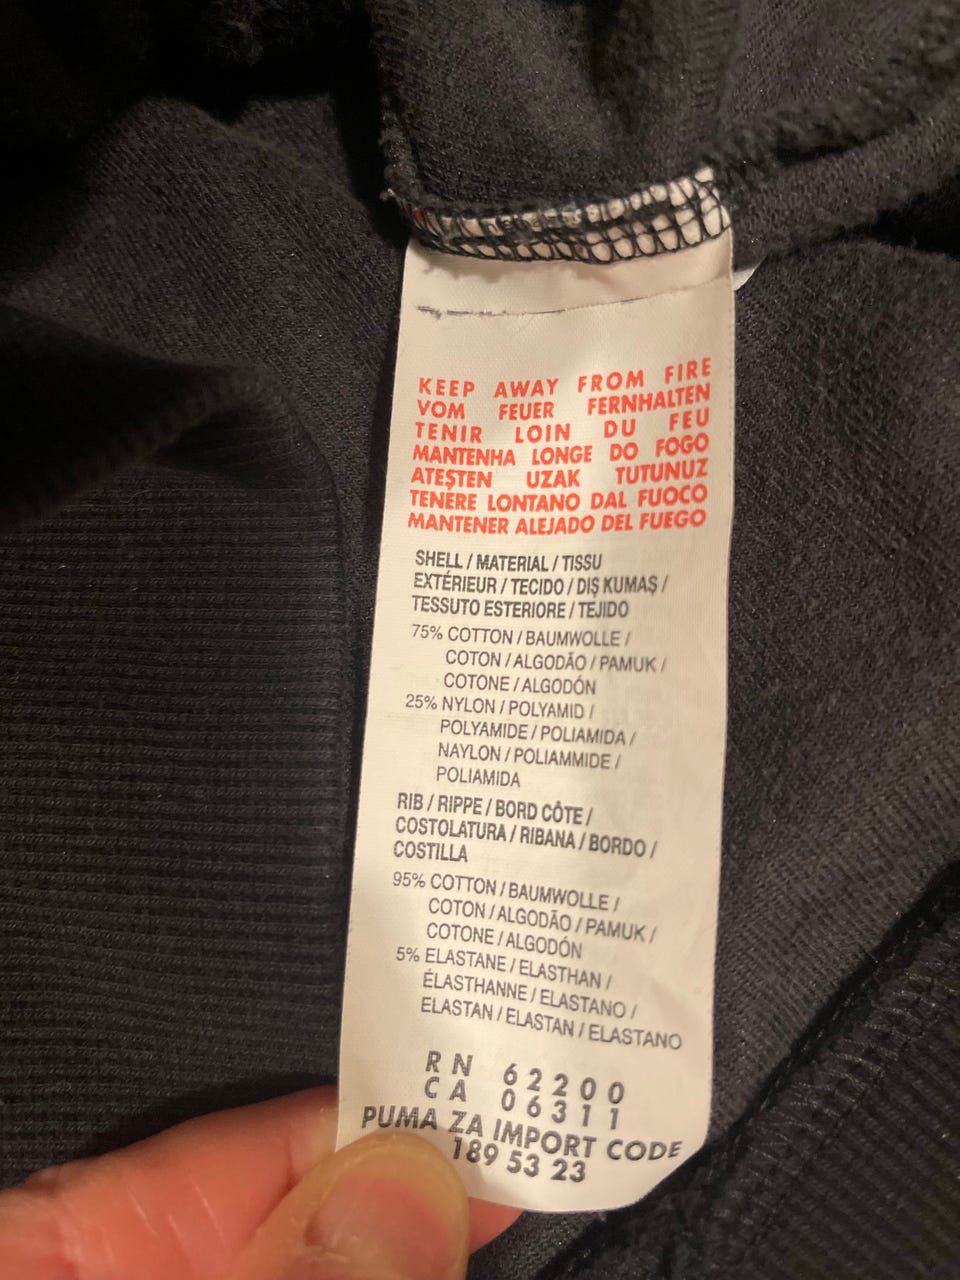 KEEP AWAY FROM FIRE
VOM FEUER FERNHALTEN
TENIR LOIN DU FEU
MANTENHA LONGE DO FOGO
ATEŞTEN UZAK TUTUNUZ
TENERE LONTANO DAL FUOCO
MANTENER ALEJADO DEL FUEGO
SHELL / MATERIAL / TISSU
EXTÉRIEUR / TECIDO / DIŞ KUMAŞ /
TESSUTO ESTERIORE / TEJIDO
75% COTTON / BAUMWOLLE /
COTON / ALGODÃO / PAMUK /
COTONE / ALGODÓN
25% NYLON / POLYAMID /
POLYAMIDE / POLIAMIDA /
NAYLON / POLIAMMIDE /
POLIAMIDA
RIB / RIPPE / BORD CÔTE /
COSTOLATURA / RIBANA / BORDO /
COSTILLA
95% COTTON / BAUMWOLLE /
COTON / ALGODÃO / PAMUK /
COTONE / ALGODÓN
5% ELASTANE / ELASTHAN /
ÉLASTHANNE / ELASTANO /
ELASTAN / ELASTAN / ELASTANO
RN 62200
CA 06311
PUMA ZA IMPORT CODE
189 53 23